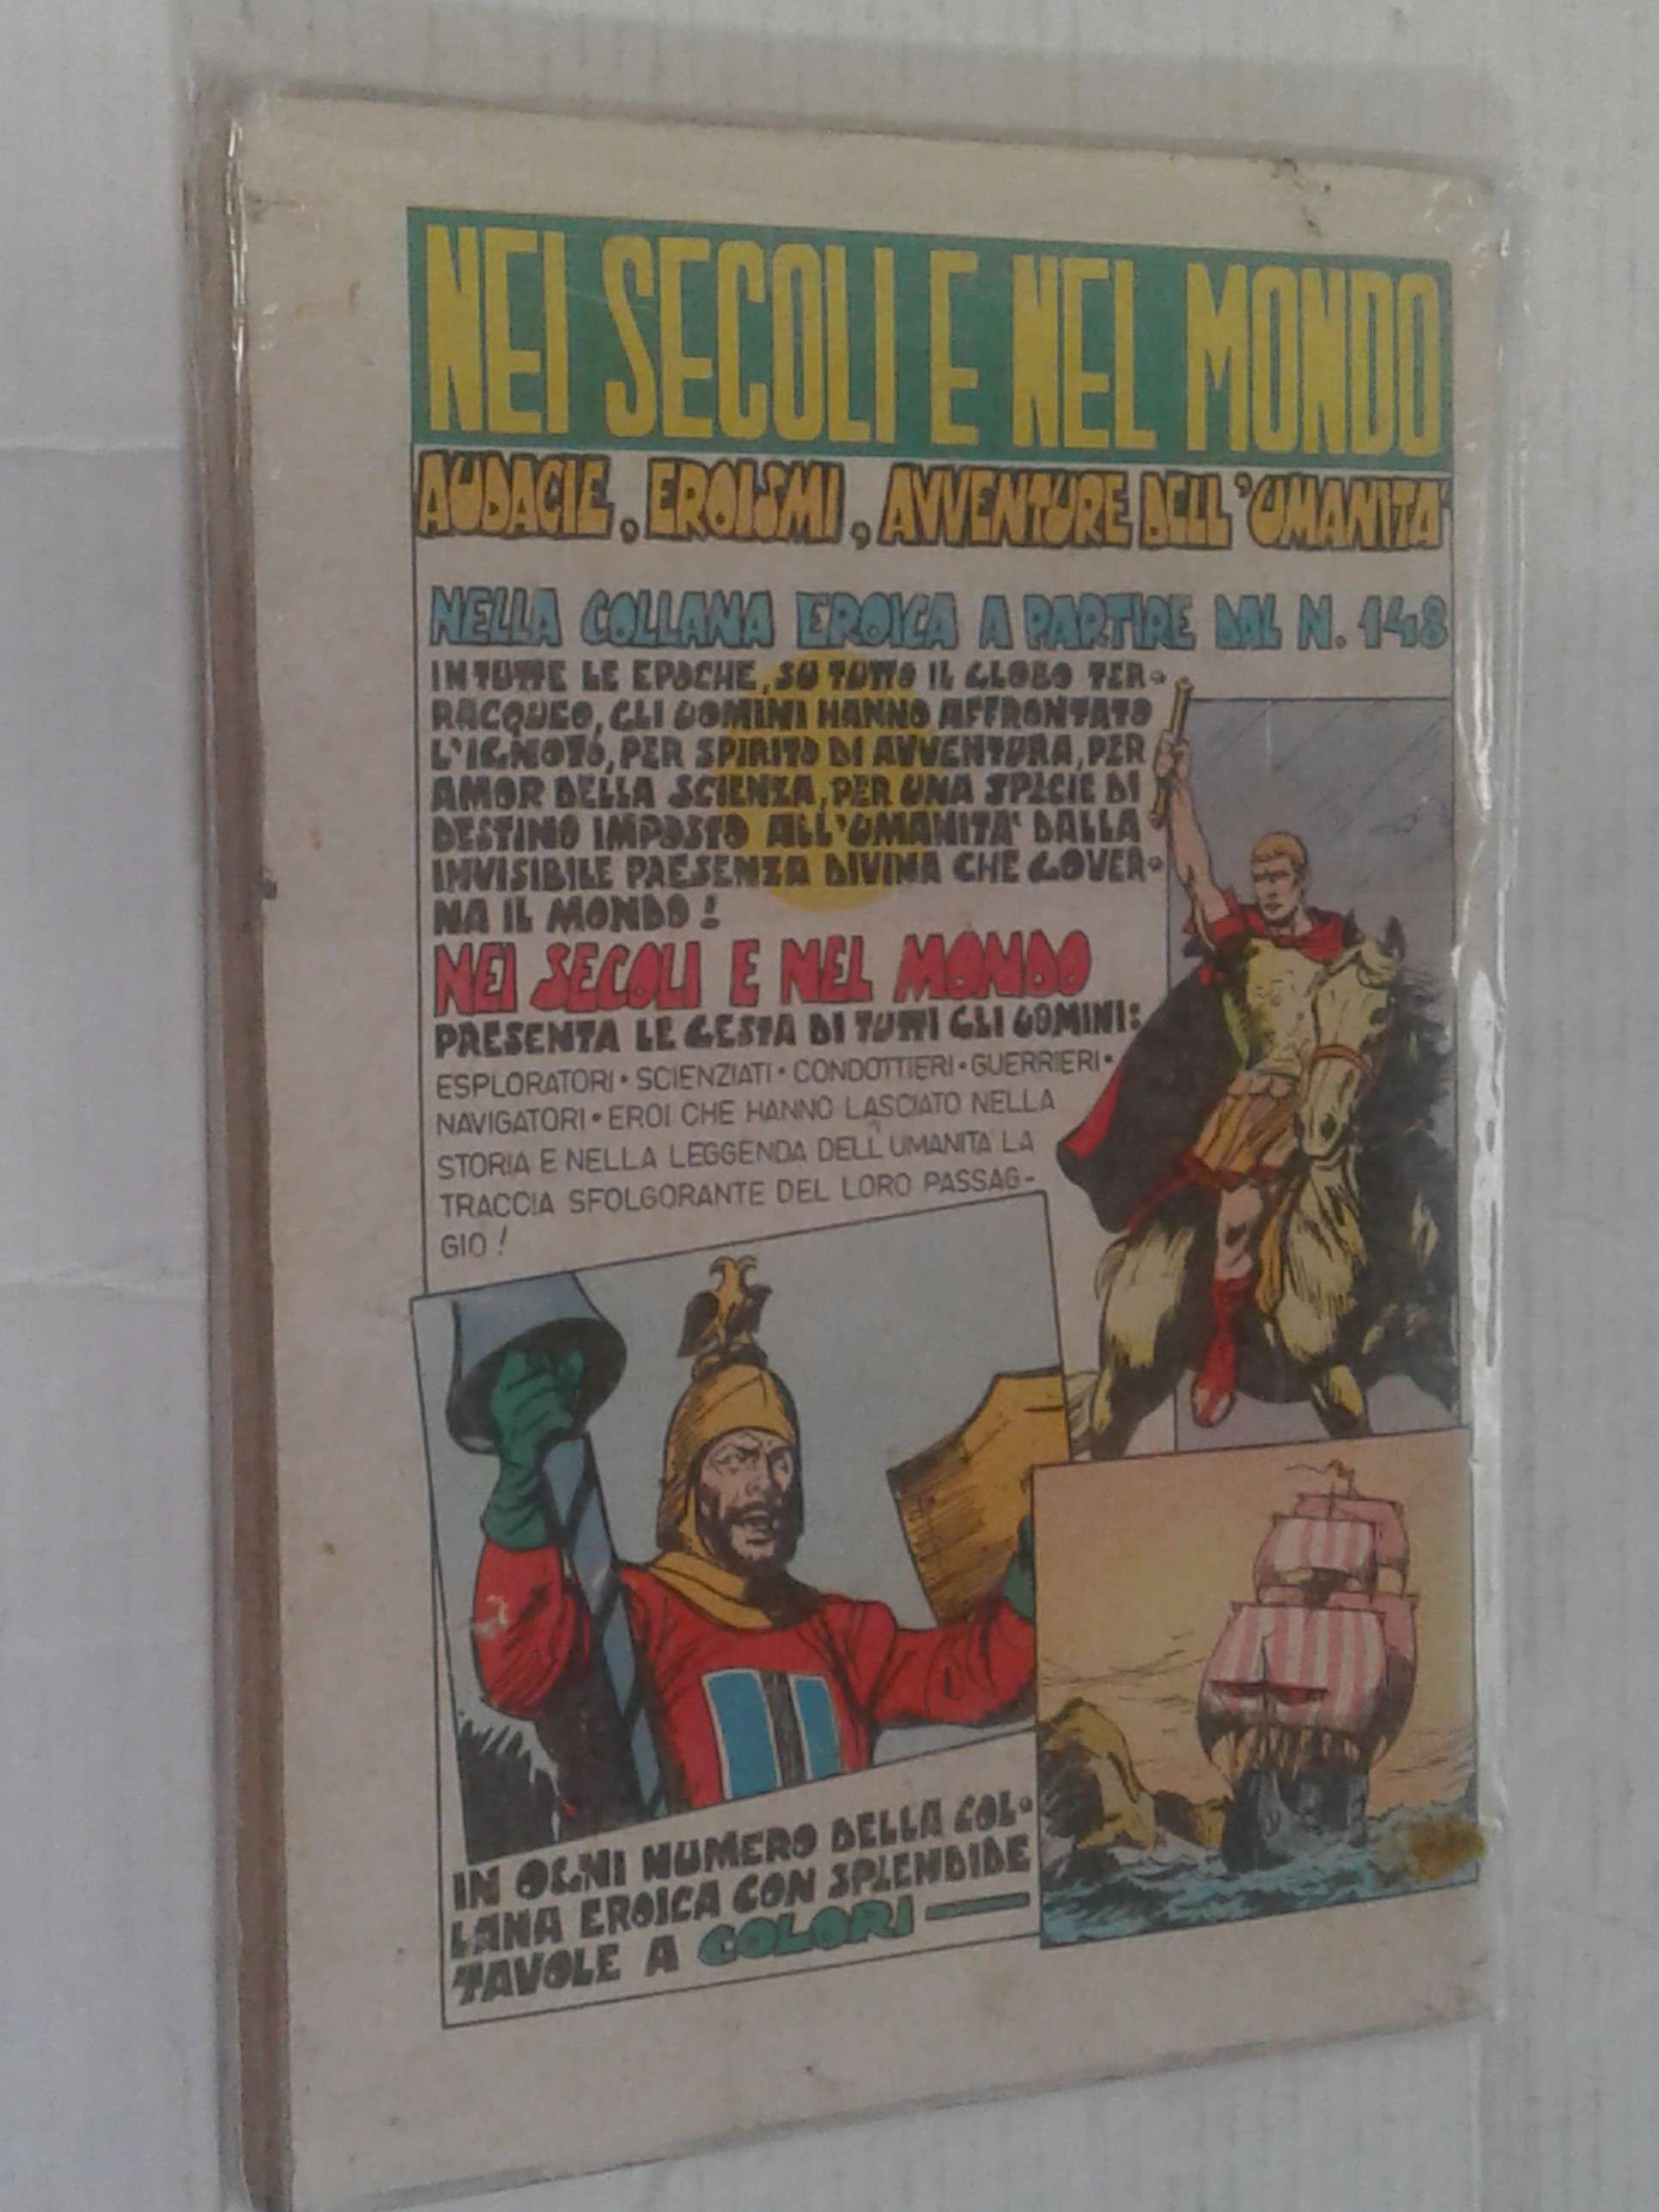 NEI SECOLI E NEL MONDO
AUDACIE, EROISMI, AVVENTURE DELL'UMANITA'
NELLA COLLANA EROICA A PARTIRE DAL N. 148
IN TUTTE LE EPOCHE, SU TUTTO IL GLOBO TER-
RACQUEO, GLI UOMINI HANNO AFFRONTATO
L'IGNOTO, PER SPIRITO DI AVVENTURA, PER
AMOR DELLA SCIENZA, PER UNA SPECIE DI
DESTINO IMPOSTO ALL'UMANITA' DALLA
INVISIBILE PRESENZA DIVINA CHE GOVER-
NA IL MONDO!
NEI SECOLI E NEL MONDO
PRESENTA LE GESTA DI TUTTI GLI UOMINI:
ESPLORATORI • SCIENZIATI • CONDOTTIERI • GUERRIERI •
NAVIGATORI • EROI CHE HANNO LASCIATO NELLA
STORIA E NELLA LEGGENDA DELL'UMANITA' LA
TRACCIA SFOLGORANTE DEL LORO PASSAG-
GIO!
IN OGNI NUMERO DELLA COL-
LANA EROICA CON SPLENDIDE
TAVOLE A COLORI